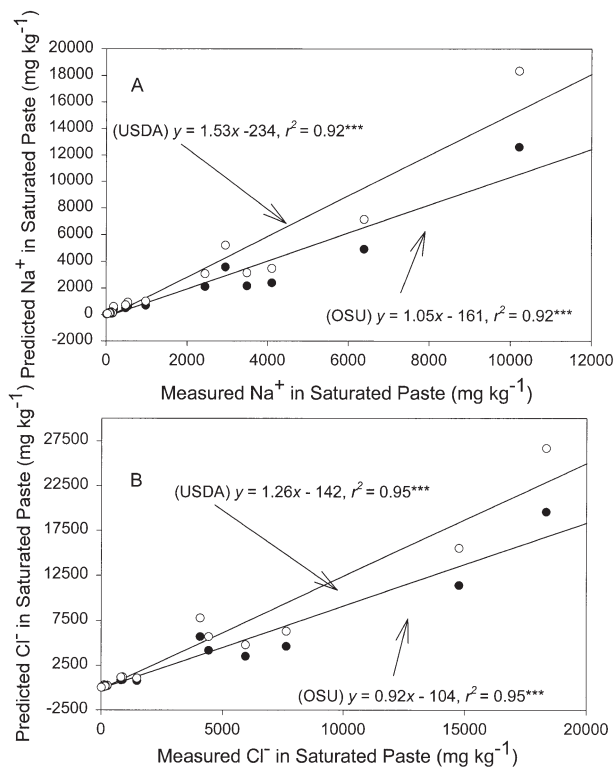 20000
18000
16000
14000
12000
10000
8000
6000
4000
2000
0
-2000
Predicted Na⁺ in Saturated Paste (mg kg⁻¹)
A
(USDA) y = 1.53x -234, r² = 0.92***
(OSU) y = 1.05x - 161, r² = 0.92***
0 2000 4000 6000 8000 10000 12000
Measured Na⁺ in Saturated Paste (mg kg⁻¹)
27500
22500
17500
12500
7500
2500
-2500
Predicted Cl⁻ in Saturated Paste (mg kg⁻¹)
B
(USDA) y = 1.26x - 142, r² = 0.95***
(OSU) y = 0.92x - 104, r² = 0.95***
0 5000 10000 15000 20000
Measured Cl⁻ in Saturated Paste (mg kg⁻¹)